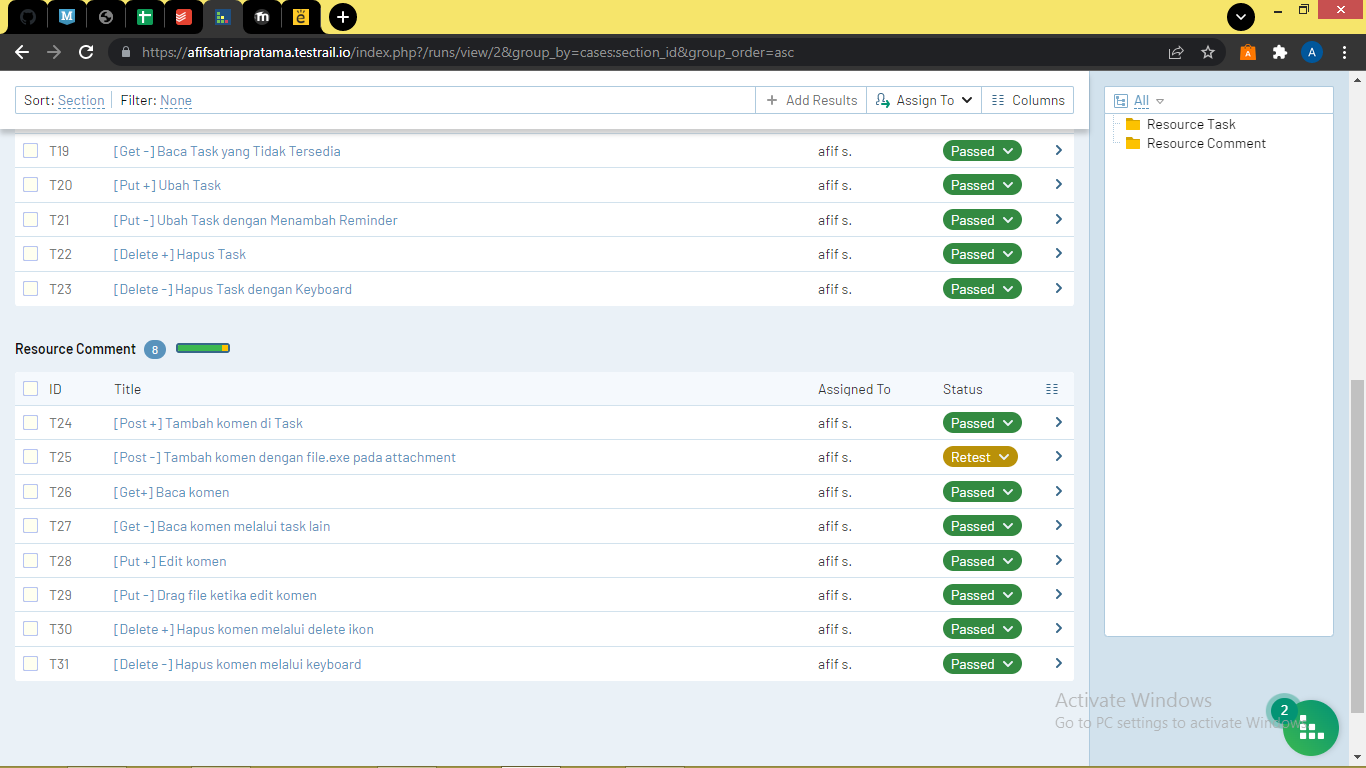 https://afifsatriapratama.testrail.io/index.php?/runs/view/2&group_by=cases:section_id&group_order=asc
A
Sort: Section Filter: None + Add Results Assign To Columns
All
Resource Task
Resource Comment
T19 [Get -] Baca Task yang Tidak Tersedia afif s. Passed
T20 [Put +] Ubah Task afif s. Passed
T21 [Put -] Ubah Task dengan Menambah Reminder afif s. Passed
T22 [Delete +] Hapus Task afif s. Passed
T23 [Delete -] Hapus Task dengan Keyboard afif s. Passed
Resource Comment 8
ID Title Assigned To Status
T24 [Post +] Tambah komen di Task afif s. Passed
T25 [Post -] Tambah komen dengan file.exe pada attachment afif s. Retest
T26 [Get+] Baca komen afif s. Passed
T27 [Get -] Baca komen melalui task lain afif s. Passed
T28 [Put +] Edit komen afif s. Passed
T29 [Put -] Drag file ketika edit komen afif s. Passed
T30 [Delete +] Hapus komen melalui delete ikon afif s. Passed
T31 [Delete -] Hapus komen melalui keyboard afif s. Passed
Activate Windows
Go to PC settings to activate Windows.
2